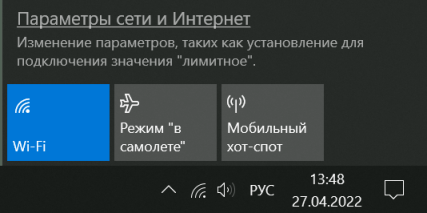 Параметры сети и Интернет
Изменение параметров, таких как установление для
подключения значения "лимитное".
Wi-Fi
Режим "в
самолете"
Мобильный
хот-спот
РУС
13:48
27.04.2022